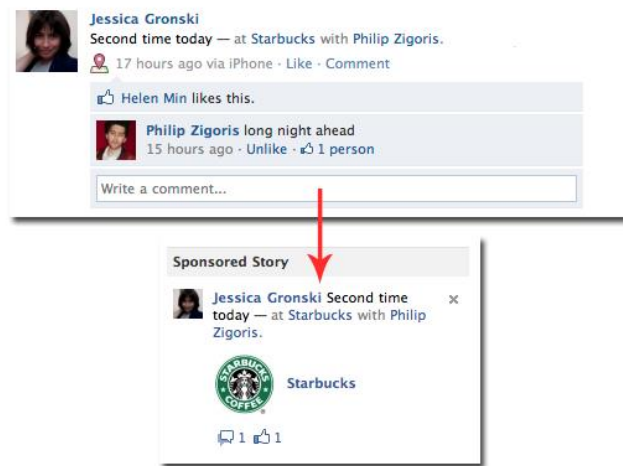 Jessica Gronski
Second time today — at Starbucks with Philip Zigoris.
17 hours ago via iPhone · Like · Comment
Helen Min likes this.
Philip Zigoris long night ahead
15 hours ago · Unlike · 1 person
Write a comment...
Sponsored Story
Jessica Gronski Second time
today — at Starbucks with Philip
Zigoris.
STARBUCKS
COFFEE
Starbucks
1 1